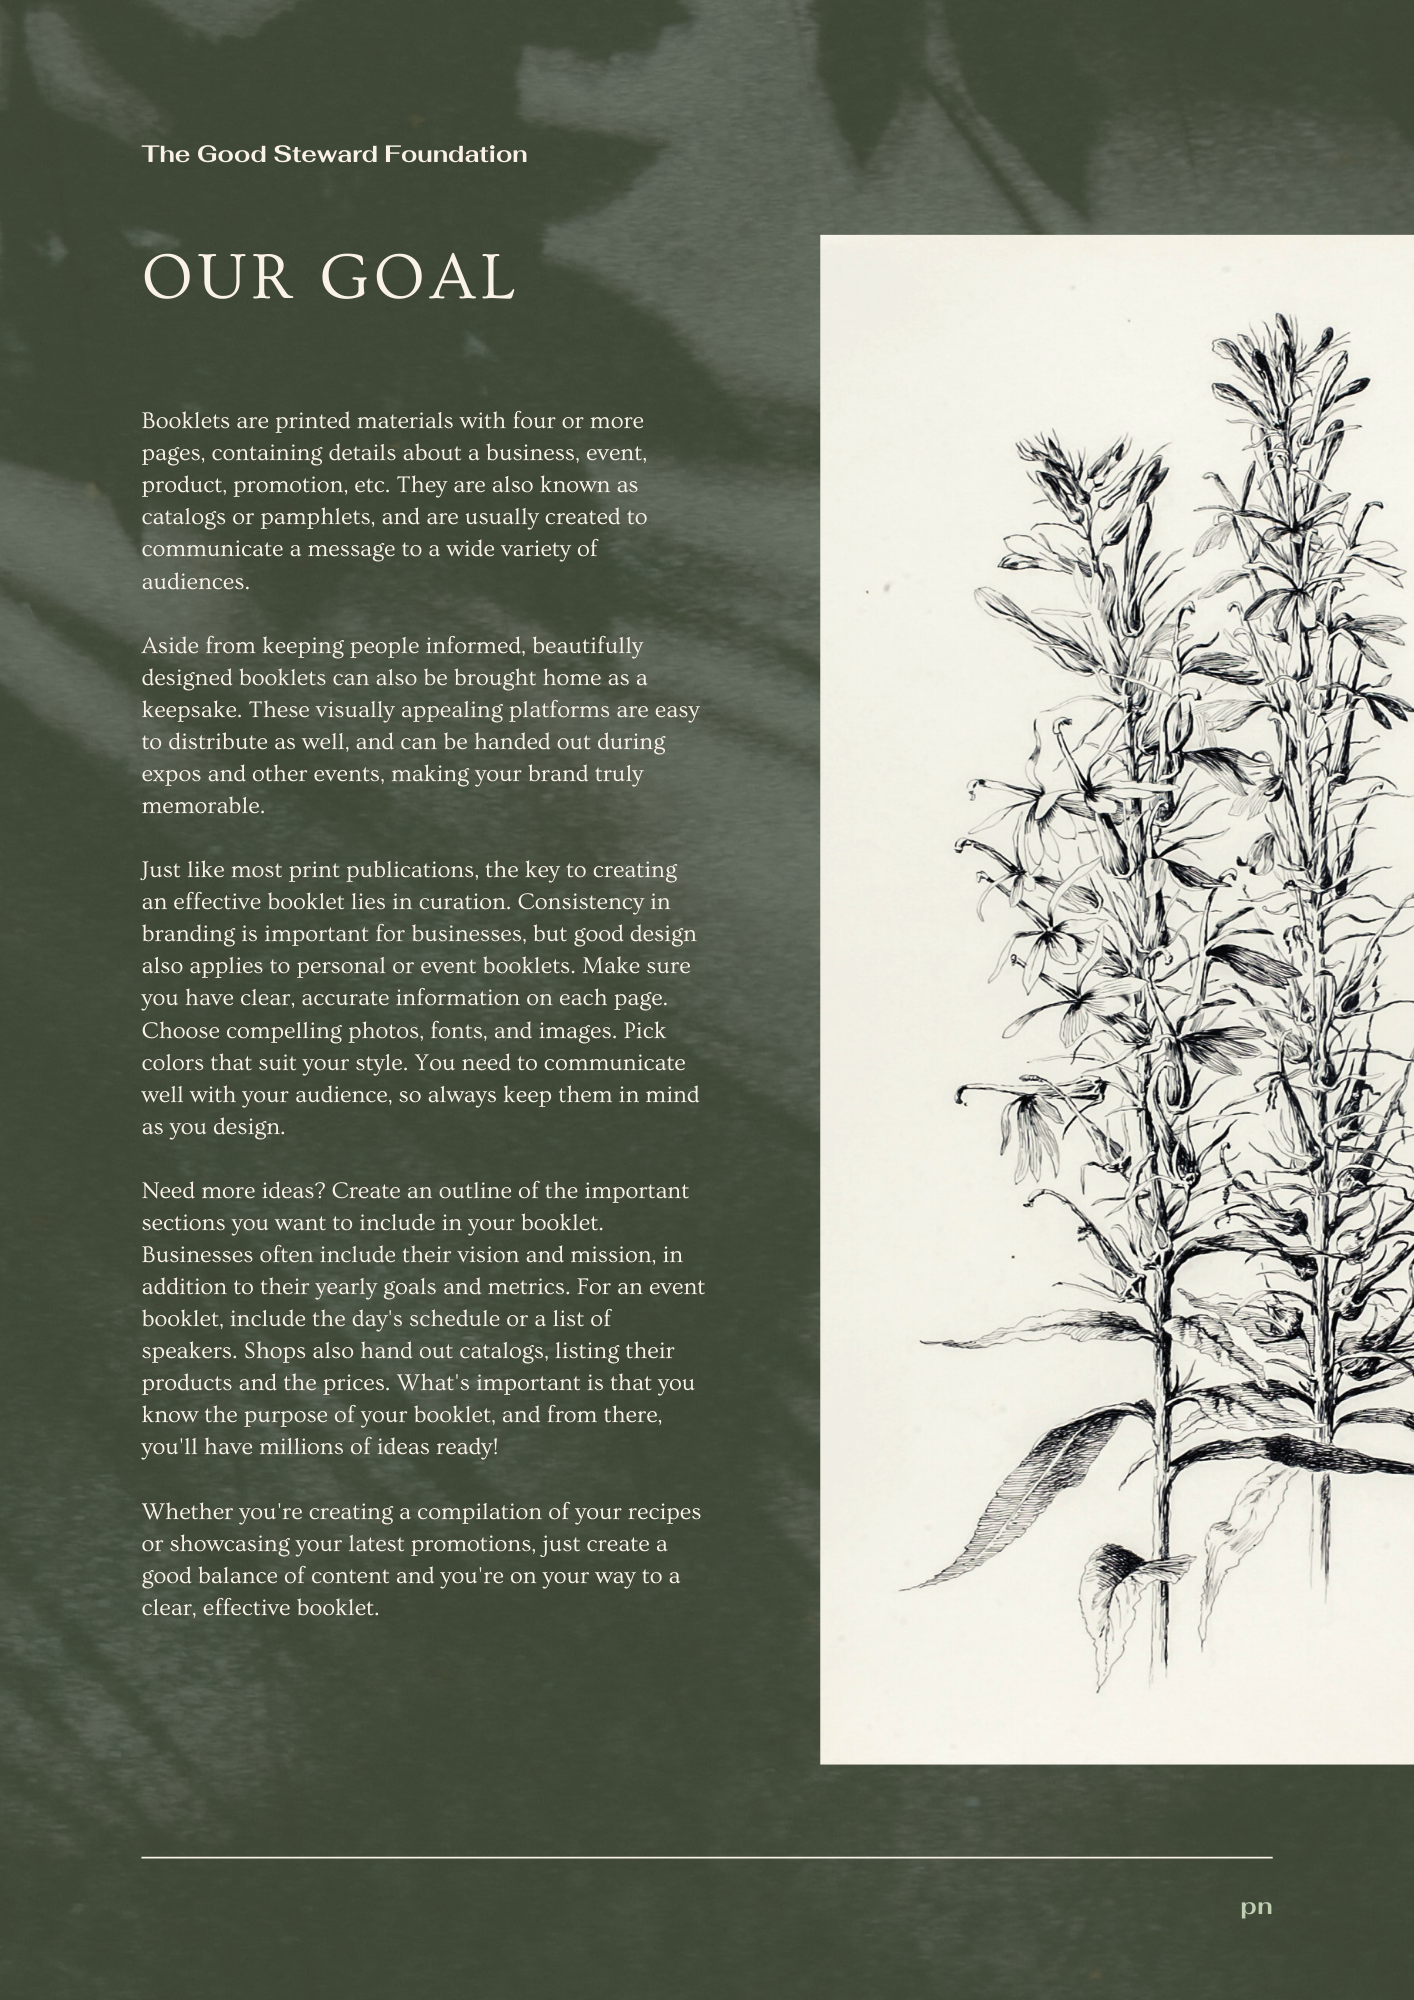 The Good Steward Foundation
OUR GOAL
Booklets are printed materials with four or more
pages, containing details about a business, event,
product, promotion, etc. They are also known as
catalogs or pamphlets, and are usually created to
communicate a message to a wide variety of
audiences.
Aside from keeping people informed, beautifully
designed booklets can also be brought home as a
keepsake. These visually appealing platforms are easy
to distribute as well, and can be handed out during
expos and other events, making your brand truly
memorable.
Just like most print publications, the key to creating
an effective booklet lies in curation. Consistency in
branding is important for businesses, but good design
also applies to personal or event booklets. Make sure
you have clear, accurate information on each page.
Choose compelling photos, fonts, and images. Pick
colors that suit your style. You need to communicate
well with your audience, so always keep them in mind
as you design.
Need more ideas? Create an outline of the important
sections you want to include in your booklet.
Businesses often include their vision and mission, in
addition to their yearly goals and metrics. For an event
booklet, include the day's schedule or a list of
speakers. Shops also hand out catalogs, listing their
products and the prices. What's important is that you
know the purpose of your booklet, and from there,
you'll have millions of ideas ready!
Whether you're creating a compilation of your recipes
or showcasing your latest promotions, just create a
good balance of content and you're on your way to a
clear, effective booklet.
pn